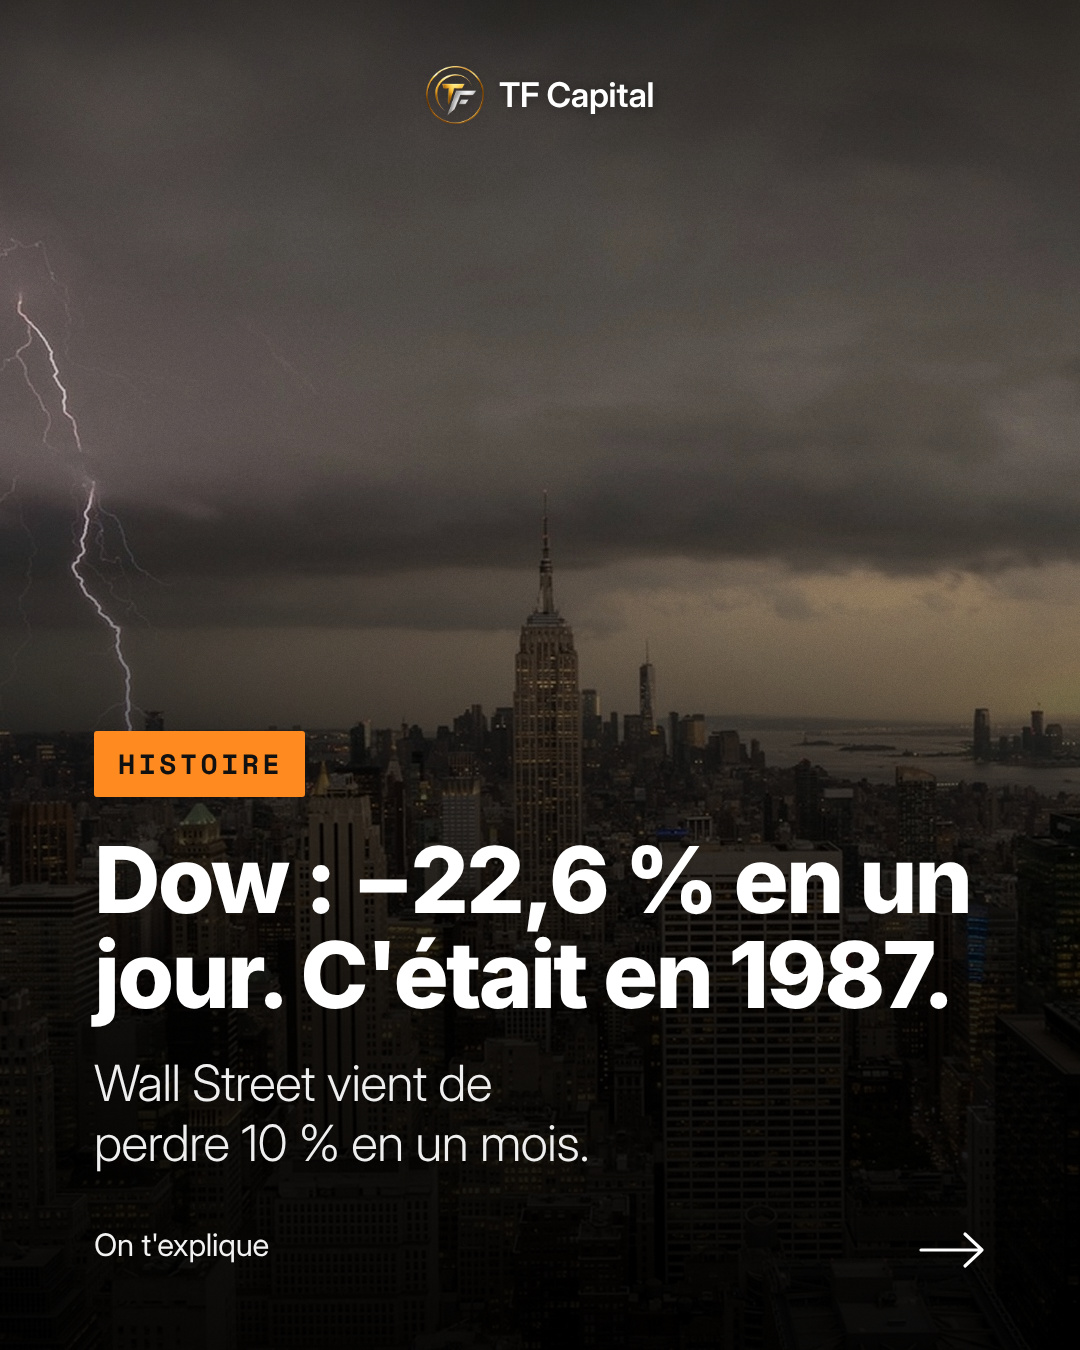 TF Capital
HISTOIRE
Dow : −22,6 % en un
jour. C'était en 1987.
Wall Street vient de
perdre 10 % en un mois.
On t'explique